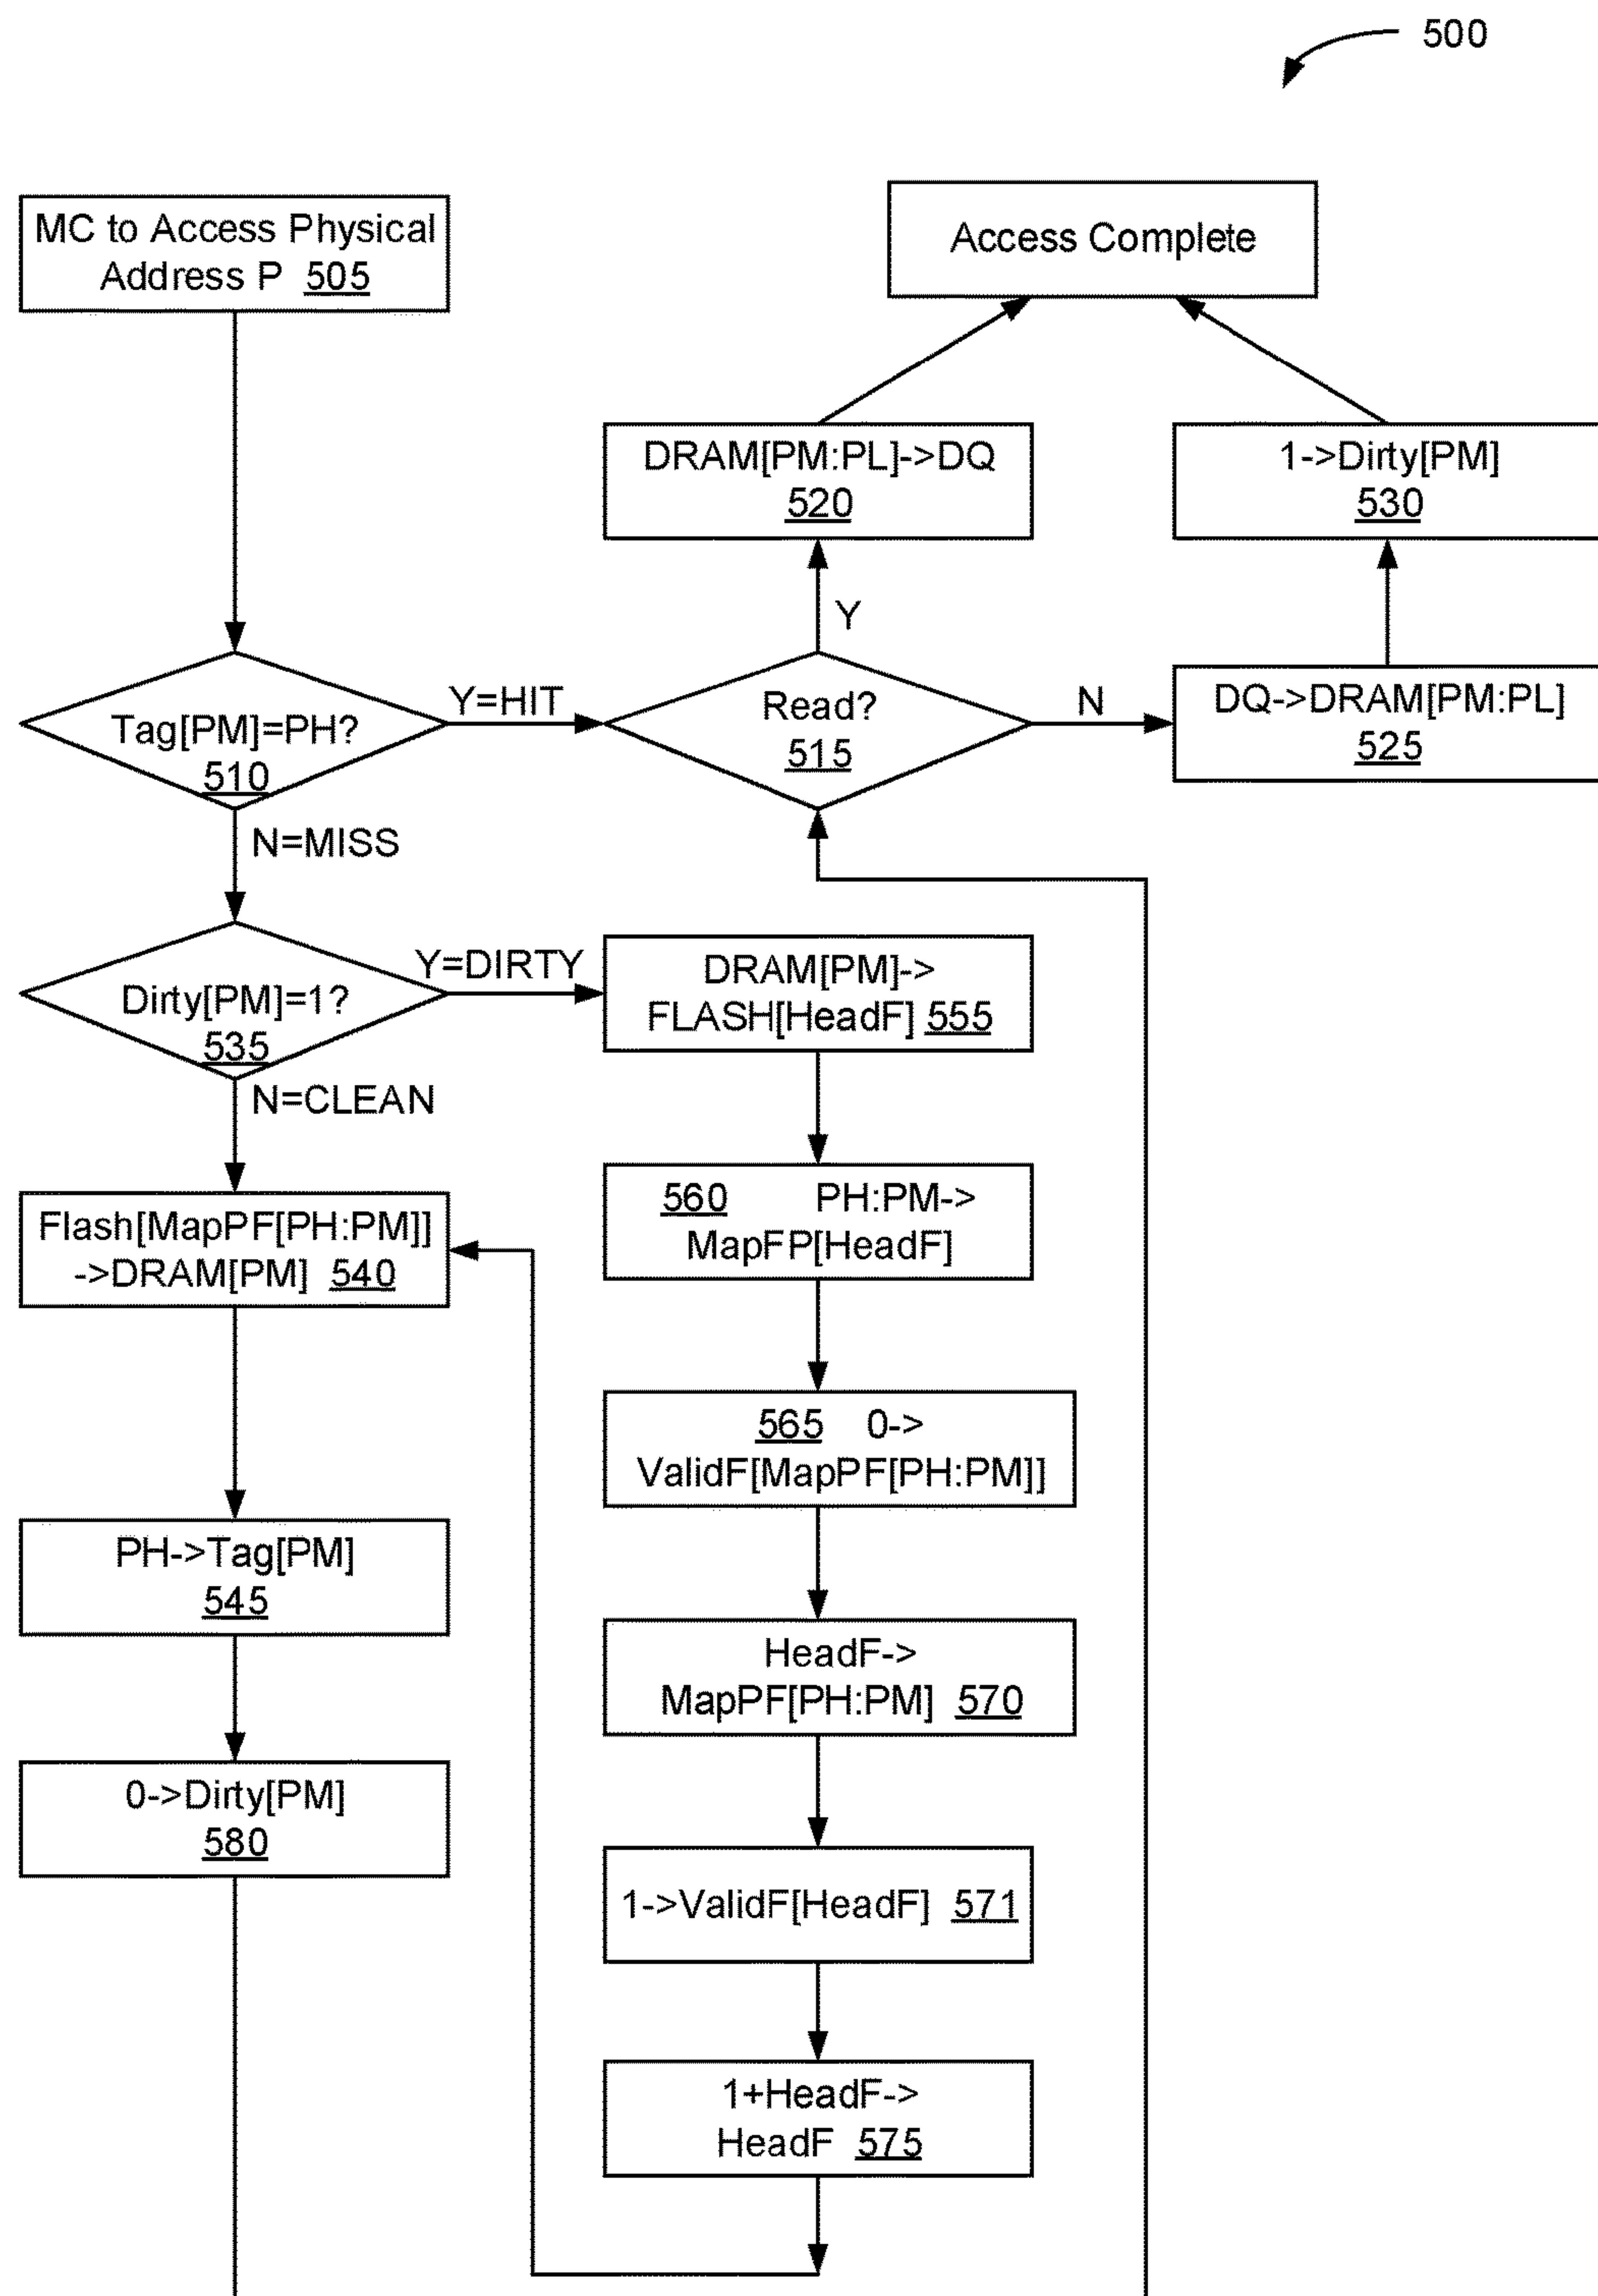 500
MC to Access Physical
Address P 505
Access Complete
DRAM[PM:PL]->DQ
520
1->Dirty[PM]
530
Y
Tag[PM]=PH?
510
Y=HIT
Read?
515
N
DQ->DRAM[PM:PL]
525
N=MISS
Dirty[PM]=1?
535
Y=DIRTY
DRAM[PM]->
FLASH[HeadF] 555
N=CLEAN
Flash[MapPF[PH:PM]]
->DRAM[PM] 540
560 PH:PM->
MapFP[HeadF]
565 0->
ValidF[MapPF[PH:PM]]
PH->Tag[PM]
545
HeadF->
MapPF[PH:PM] 570
0->Dirty[PM]
580
1->ValidF[HeadF] 571
1+HeadF->
HeadF 575